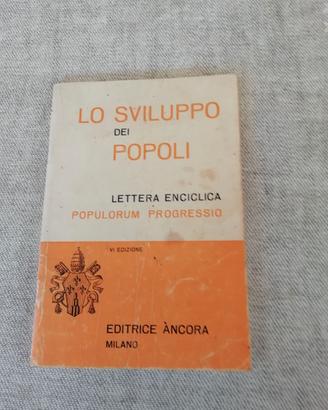 LO SVILUPPO
DEI
POPOLI
LETTERA ENCICLICA
POPULORUM PROGRESSIO
VI EDIZIONE
EDITRICE ÀNCORA
MILANO